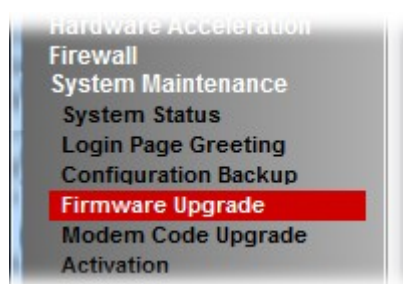 Hardware Acceleration
Firewall
System Maintenance
System Status
Login Page Greeting
Configuration Backup
Firmware Upgrade
Modem Code Upgrade
Activation